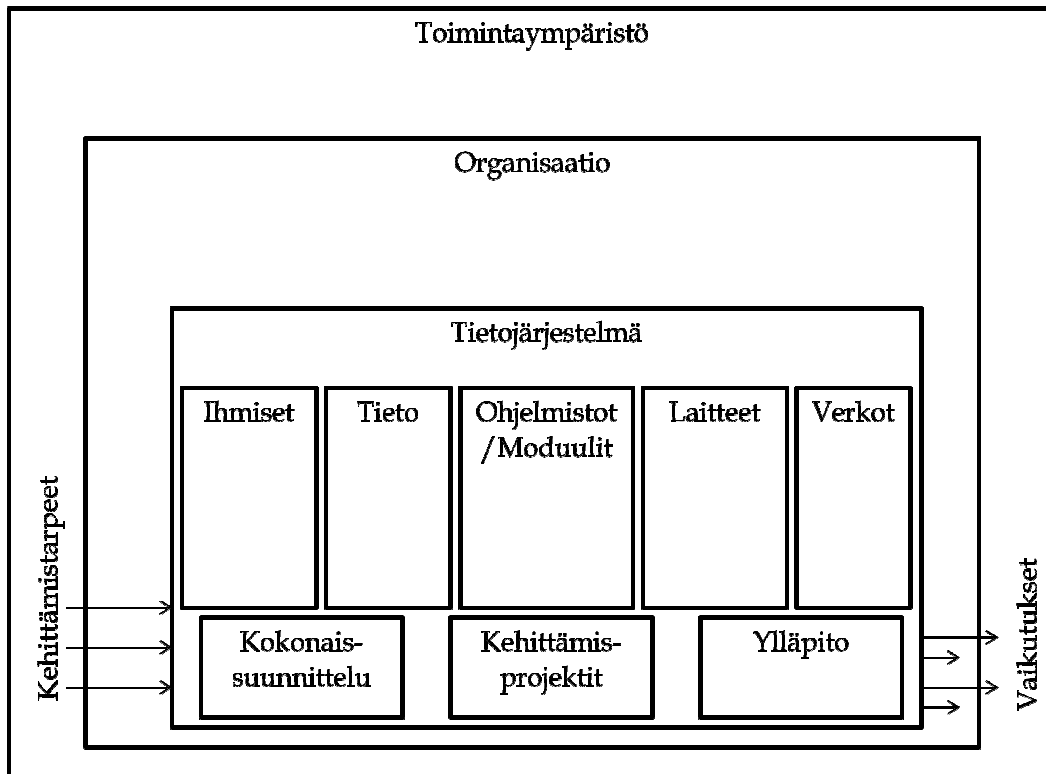 Toimintaympäristö
Organisaatio
Tietojärjestelmä
Ihmiset
Tieto
Ohjelmistot
/Moduulit
Laitteet
Verkot
Kehittämistarpeet
Kokonais-
suunnittelu
Kehittämis-
projektit
Ylläpito
Vaikutukset